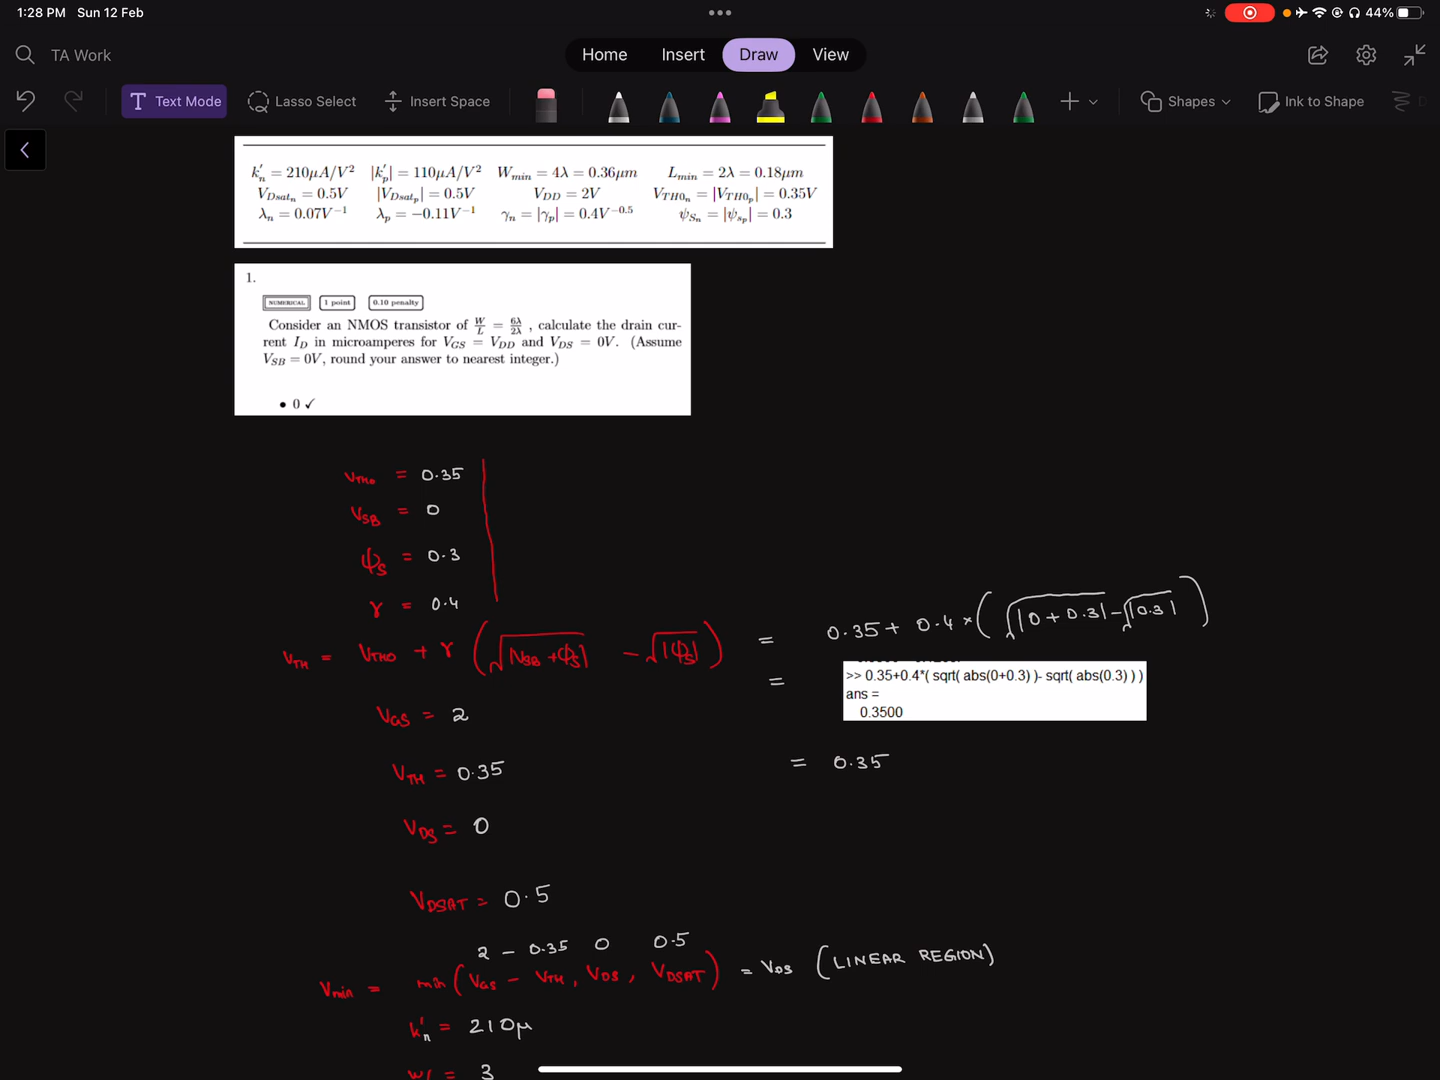 1:28 PM Sun 12 Feb
44%
TA Work
Home Insert Draw View
Text Mode Lasso Select Insert Space Shapes Ink to Shape
k′n = 210μA/V² |k′p| = 110μA/V² Wmin = 4λ = 0.36μm Lmin = 2λ = 0.18μm
VDsatn = 0.5V |VDsatp| = 0.5V VDD = 2V VTH0n = |VTH0p| = 0.35V
λn = 0.07V⁻¹ λp = −0.11V⁻¹ γn = |γp| = 0.4V⁻⁰·⁵ ψSn = |ψsp| = 0.3
1.
NUMERICAL 1 point 0.10 penalty
Consider an NMOS transistor of W/L = 6λ/2λ , calculate the drain cur-
rent ID in microamperes for VGS = VDD and VDS = 0V. (Assume
VSB = 0V, round your answer to nearest integer.)
• 0 ✓
VTHO = 0.35
VSB = 0
ψS = 0.3
γ = 0.4
VTH = VTHO + γ (√|VSB + ψS| − √|ψS|) = 0.35 + 0.4 × (√|0 + 0.3| − √|0.3|)
=
>> 0.35+0.4*( sqrt( abs(0+0.3) )- sqrt( abs(0.3) ) )
ans =
0.3500
VGS = 2
= 0.35
VTH = 0.35
VDS = 0
VDSAT = 0.5
2 − 0.35 0 0.5
Vmin = min (VGS − VTH, VDS, VDSAT) = VDS (LINEAR REGION)
k'n = 210μ
W/L = 3